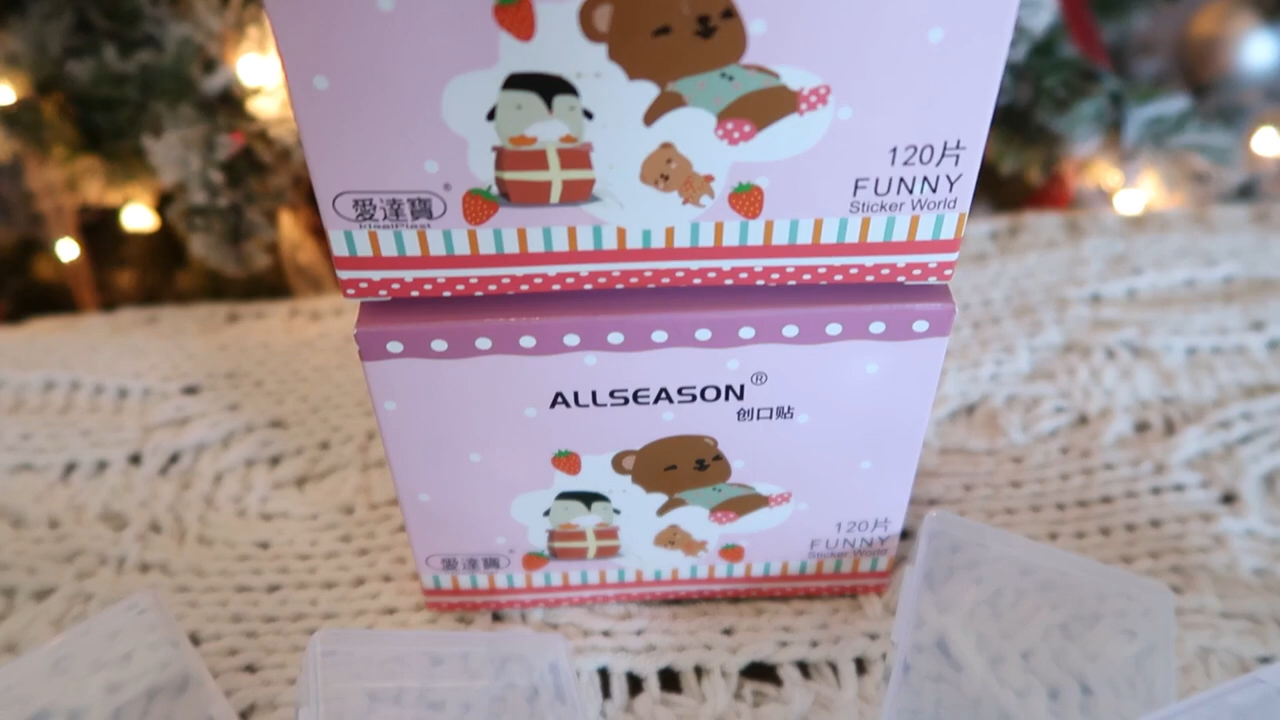 120片
FUNNY
Sticker World
愛達寶®
IdealPlast
ALLSEASON®
创口贴
120片
FUNNY
Sticker World
愛達寶®